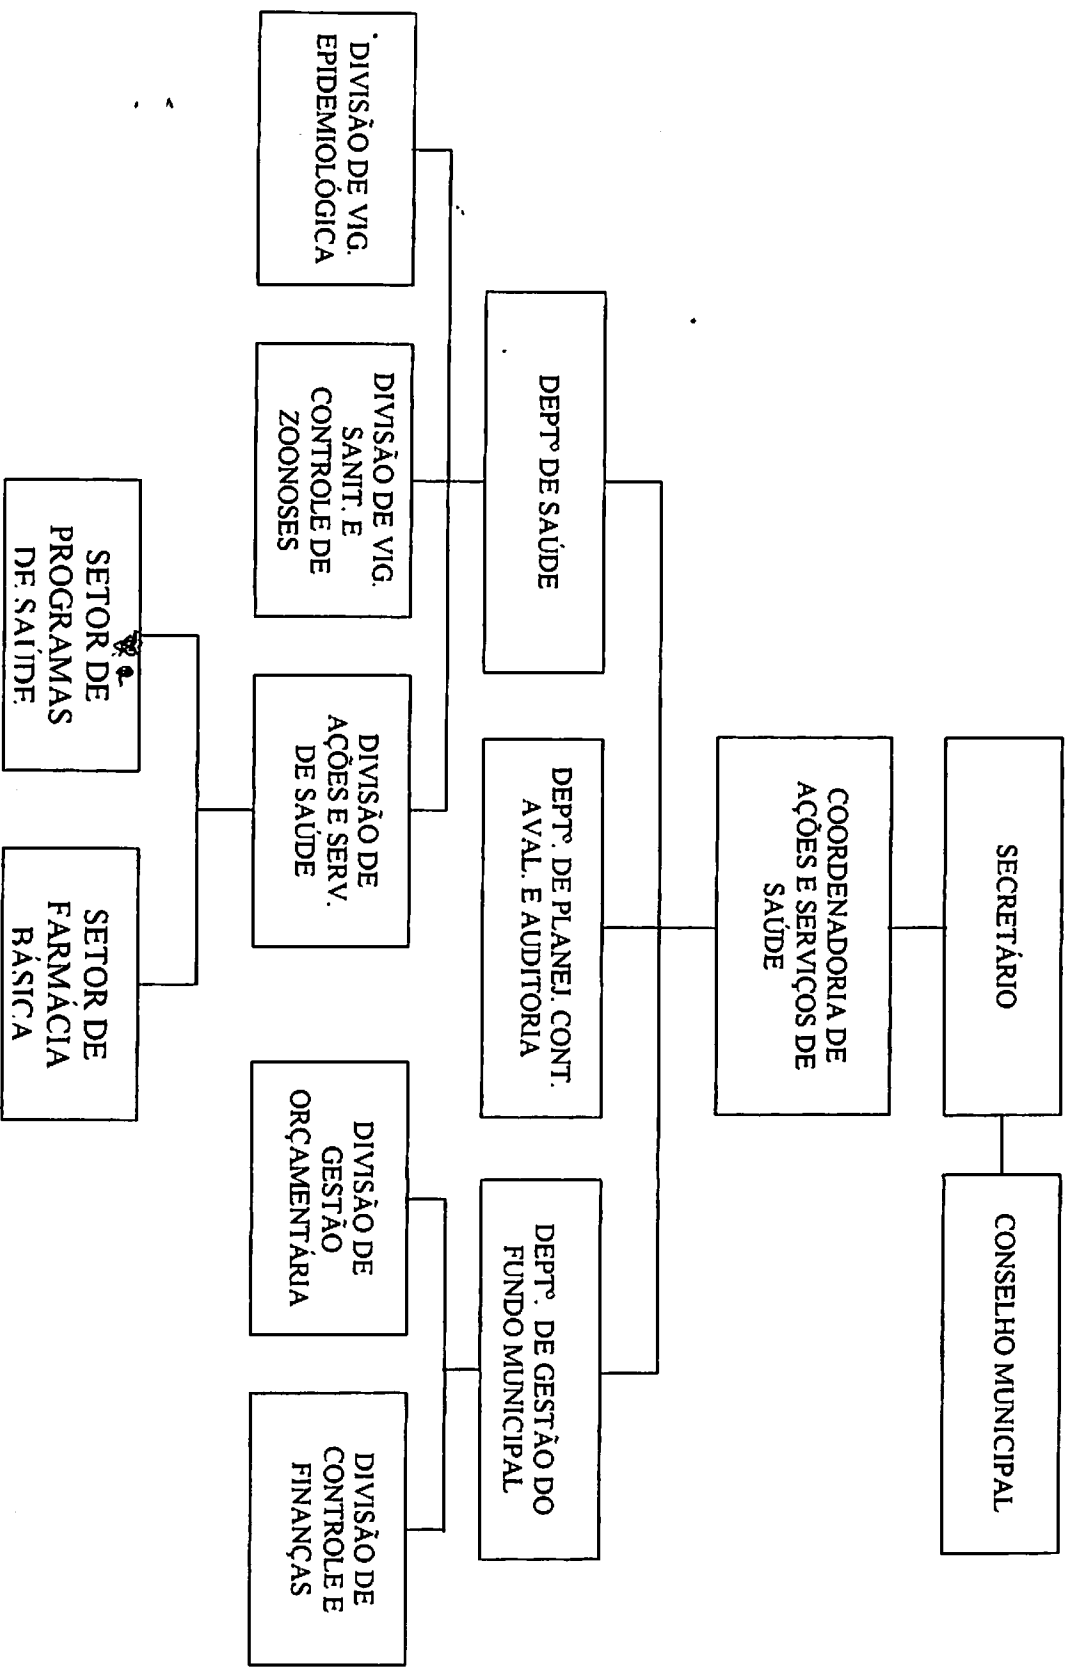 SECRETÁRIO
CONSELHO MUNICIPAL
COORDENADORIA DE
AÇÕES E SERVIÇOS DE
SAÚDE
DEPTº DE SAÚDE
DEPTº. DE PLANEJ. CONT.
AVAL. E AUDITORIA
DEPTº. DE GESTÃO DO
FUNDO MUNICIPAL
DIVISÃO DE VIG.
EPIDEMIOLÓGICA
DIVISÃO DE VIG.
SANIT. E
CONTROLE DE
ZOONOSES
DIVISÃO DE
AÇÕES E SERV.
DE SAÚDE
DIVISÃO DE
GESTÃO
ORÇAMENTÁRIA
DIVISÃO DE
CONTROLE E
FINANÇAS
SETOR DE
PROGRAMAS
DE SAÚDE
SETOR DE
FARMÁCIA
BÁSICA